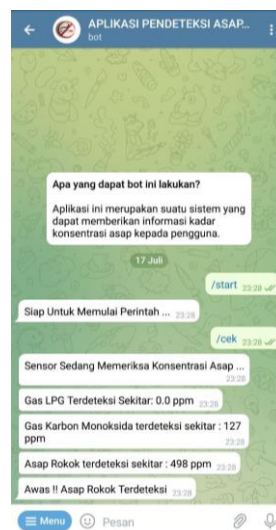 APLIKASI PENDETEKSI ASAP...
bot
Apa yang dapat bot ini lakukan?
Aplikasi ini merupakan suatu sistem yang
dapat memberikan informasi kadar
konsentrasi asap kepada pengguna.
17 Juli
/start 23:28
Siap Untuk Memulai Perintah ... 23:28
/cek 23:28
Sensor Sedang Memeriksa Konsentrasi Asap ...
23:28
Gas LPG Terdeteksi Sekitar: 0.0 ppm 23:28
Gas Karbon Monoksida terdeteksi sekitar : 127
ppm 23:28
Asap Rokok terdeteksi sekitar : 498 ppm 23:28
Awas !! Asap Rokok Terdeteksi 23:28
Menu Pesan